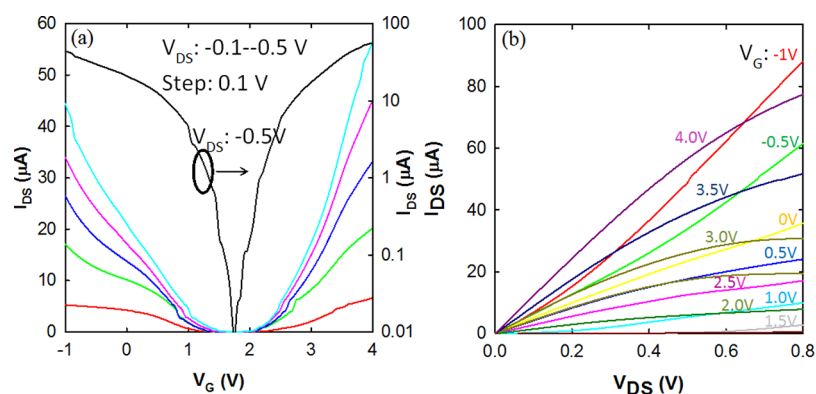 (a)
V_DS: -0.1--0.5 V
Step: 0.1 V
V_DS: -0.5V
60
50
40
30
20
10
0
I_DS (µA)
100
10
1
0.1
0.01
I_DS (µA)
-1 0 1 2 3 4
V_G (V)
(b)
V_G: -1V
4.0V
-0.5V
3.5V
0V
3.0V
0.5V
2.5V
1.0V
2.0V
1.5V
100
80
60
40
20
0
I_DS (µA)
0.0 0.2 0.4 0.6 0.8
V_DS (V)